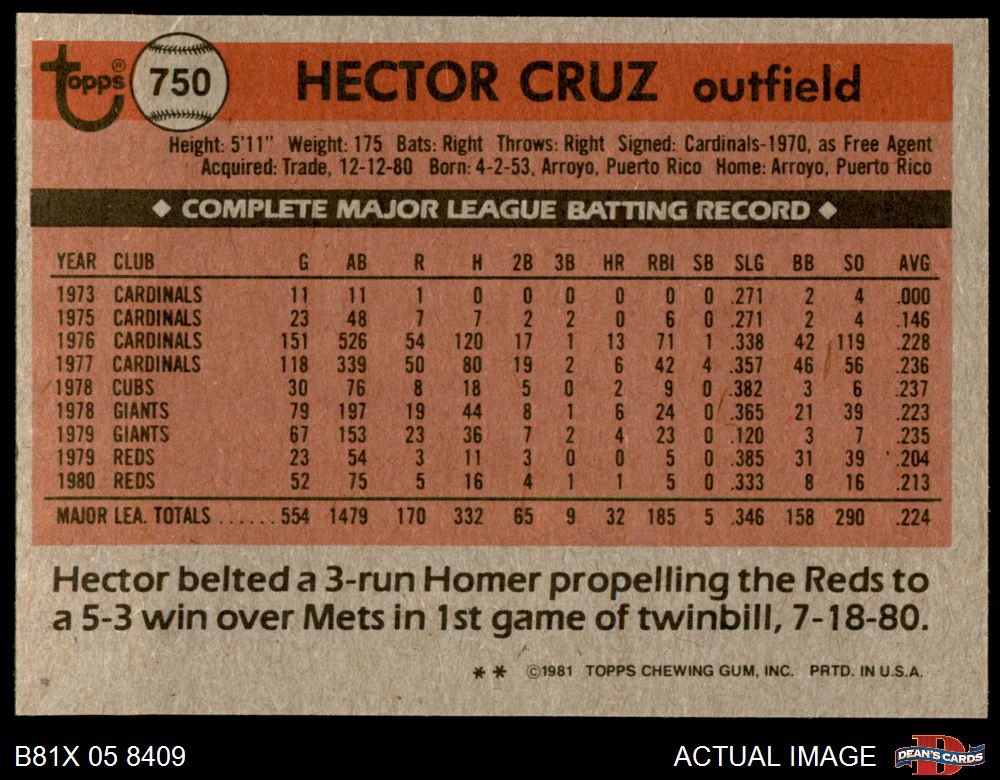 topps® 750 HECTOR CRUZ outfield
Height: 5'11" Weight: 175 Bats: Right Throws: Right Signed: Cardinals-1970, as Free Agent
Acquired: Trade, 12-12-80 Born: 4-2-53, Arroyo, Puerto Rico Home: Arroyo, Puerto Rico
◆ COMPLETE MAJOR LEAGUE BATTING RECORD ◆
YEAR CLUB G AB R H 2B 3B HR RBI SB SLG BB SO AVG
1973 CARDINALS 11 11 1 0 0 0 0 0 0 .271 2 4 .000
1975 CARDINALS 23 48 7 7 2 2 0 6 0 .271 2 4 .146
1976 CARDINALS 151 526 54 120 17 1 13 71 1 .338 42 119 .228
1977 CARDINALS 118 339 50 80 19 2 6 42 4 .357 46 56 .236
1978 CUBS 30 76 8 18 5 0 2 9 0 .382 3 6 .237
1978 GIANTS 79 197 19 44 8 1 6 24 0 .365 21 39 .223
1979 GIANTS 67 153 23 36 7 2 4 23 0 .120 3 7 .235
1979 REDS 23 54 3 11 3 0 0 5 0 .385 31 39 .204
1980 REDS 52 75 5 16 4 1 1 5 0 .333 8 16 .213
MAJOR LEA. TOTALS ...... 554 1479 170 332 65 9 32 185 5 .346 158 290 .224
Hector belted a 3-run Homer propelling the Reds to
a 5-3 win over Mets in 1st game of twinbill, 7-18-80.
** ©1981 TOPPS CHEWING GUM, INC. PRTD. IN U.S.A.
B81X 05 8409 ACTUAL IMAGE DEAN'S CARDS